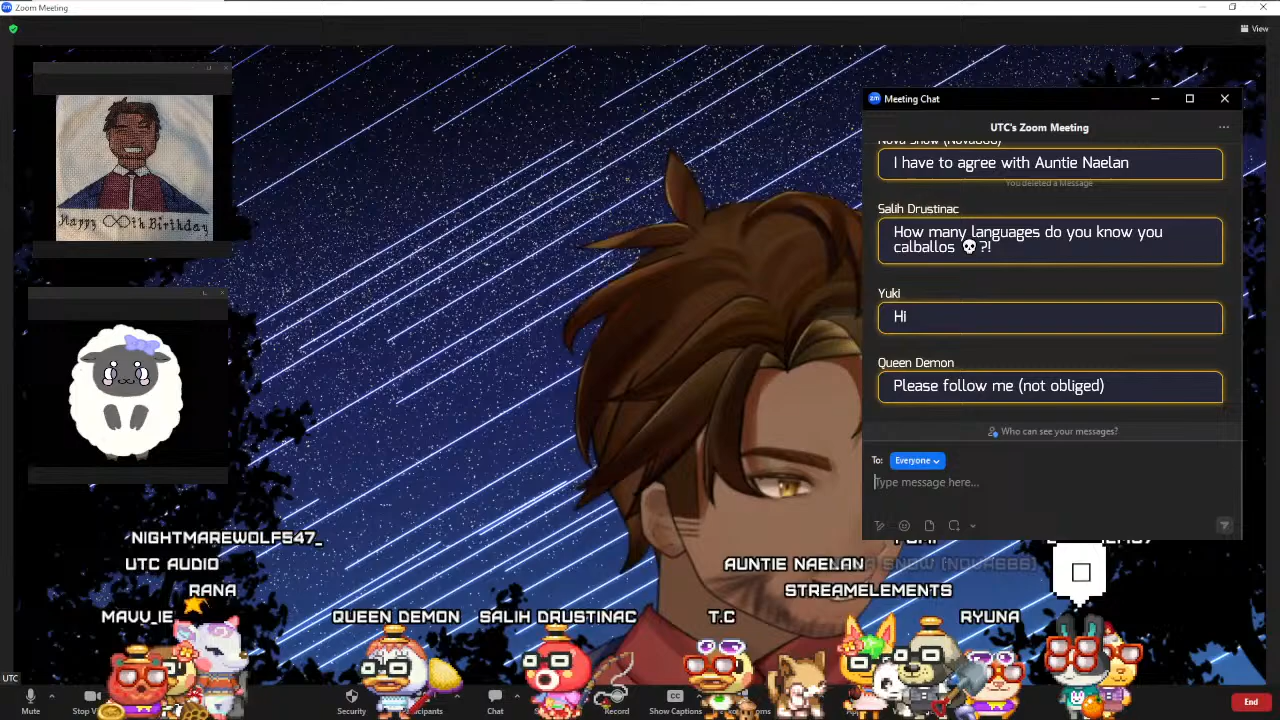 Zoom Meeting
View
Happy ∞th Birthday
Meeting Chat
UTC's Zoom Meeting
I have to agree with Auntie Naelan
You deleted a message
Salih Drustinac
How many languages do you know you
calballos 💀?!
Yuki
Hi
Queen Demon
Please follow me (not obliged)
Who can see your messages?
To: Everyone
Type message here...
NIGHTMAREWOLF547_
UTC AUDIO
AUNTIE NAELAN
RANA
STREAMELEMENTS
MAVV_IE
QUEEN DEMON
SALIH DRUSTINAC
T.C
RYUNA
UTC
Mute
Security
Chat
Record
Show Captions
End